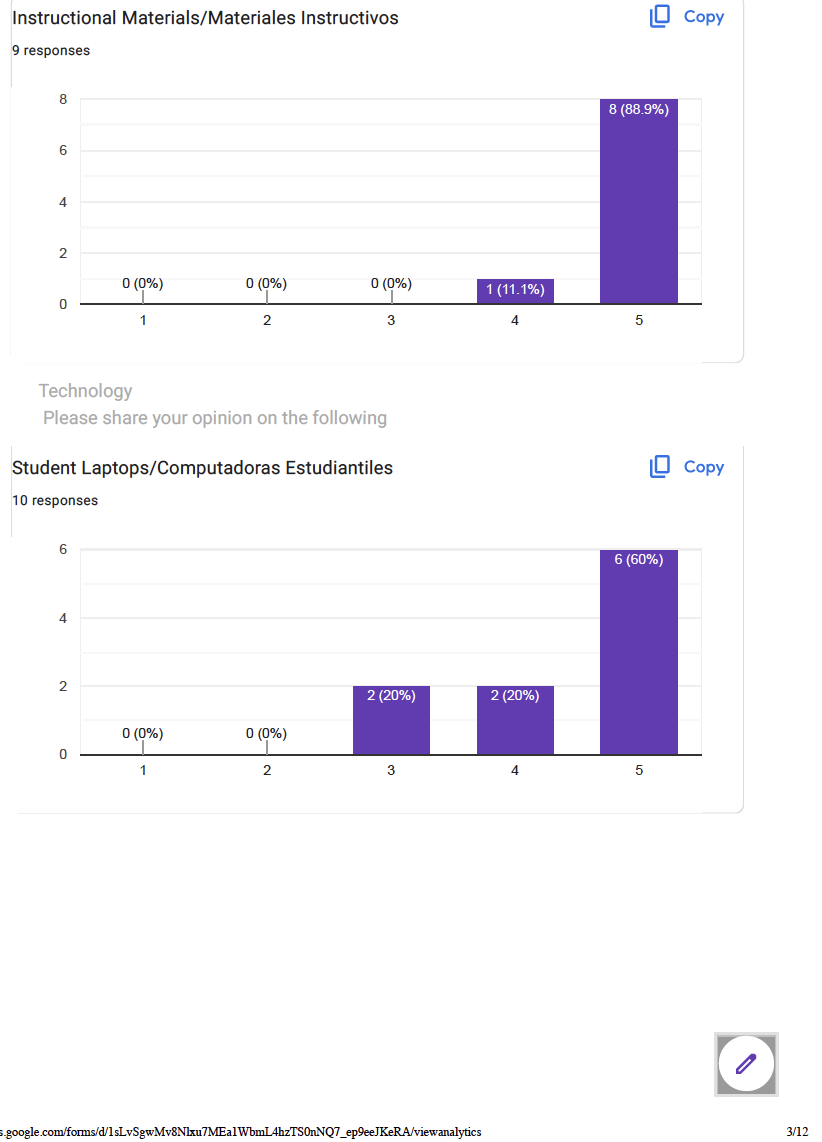 Instructional Materials/Materiales Instructivos
Copy
9 responses
8
8 (88.9%)
6
4
2
0 (0%) 0 (0%) 0 (0%) 1 (11.1%)
0
1 2 3 4 5
Technology
Please share your opinion on the following
Student Laptops/Computadoras Estudiantiles
Copy
10 responses
6
6 (60%)
4
2
2 (20%) 2 (20%)
0 (0%) 0 (0%)
0
1 2 3 4 5
s.google.com/forms/d/1sLvSgwMv8Nlxu7MEa1WbmL4hzTS0nNQ7_ep9eeJKeRA/viewanalytics 3/12